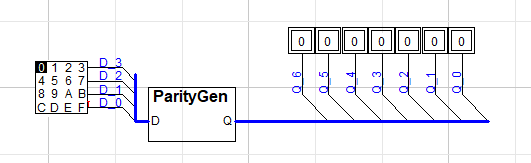 0 0 0 0 0 0 0
Q_6 Q_5 Q_4 Q_3 Q_2 Q_1 Q_0
0 1 2 3 D_3
4 5 6 7 D_2
8 9 A B D_1
C D E F D_0
ParityGen
D Q